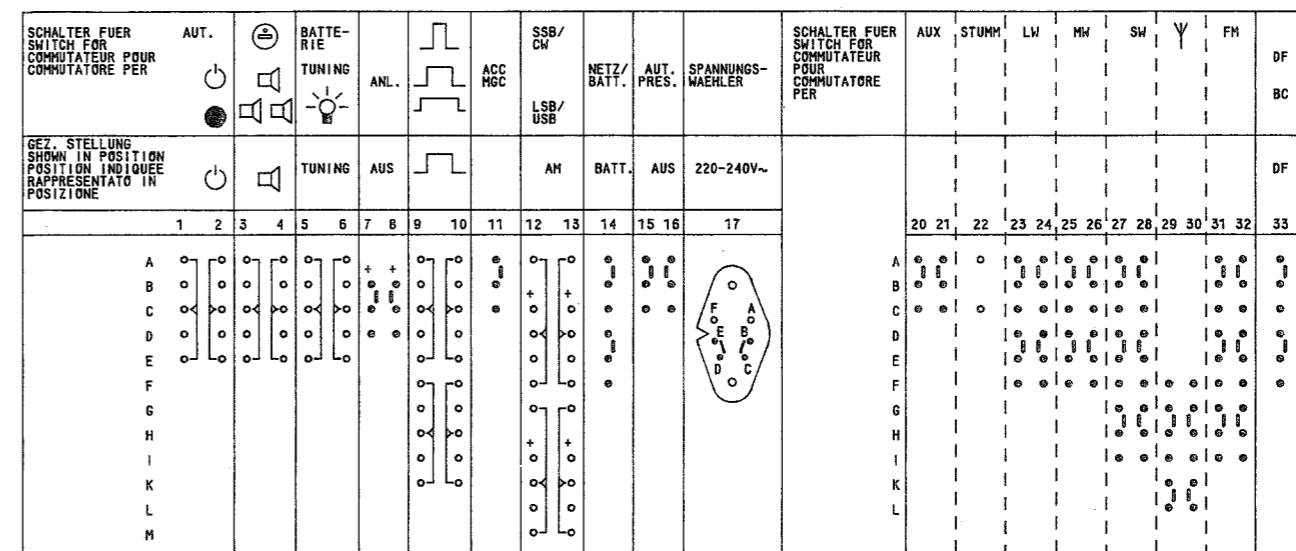 SCHALTER FUER
SWITCH FOR
COMMUTATEUR POUR
COMMUTATORE PER
AUT.
BATTE-
RIE
TUNING
ANL.
ACC
MGC
SSB/
CW
LSB/
USB
NETZ/
BATT.
AUT.
PRES.
SPANNUNGS-
WAEHLER
SCHALTER FUER
SWITCH FOR
COMMUTATEUR
POUR
COMMUTATORE
PER
AUX STUMM LW MW SW FM
DF
BC
GEZ. STELLUNG
SHOWN IN POSITION
POSITION INDIQUEE
RAPPRESENTATO IN
POSIZIONE
TUNING AUS AM BATT. AUS 220-240V~
DF
1 2 3 4 5 6 7 8 9 10 11 12 13 14 15 16 17
20 21 22 23 24 25 26 27 28 29 30 31 32 33
A
B
C
D
E
F
G
H
I
K
L
M
+ +
+ +
+ +
F A
E B
D C
A
B
C
D
E
F
G
H
I
K
L